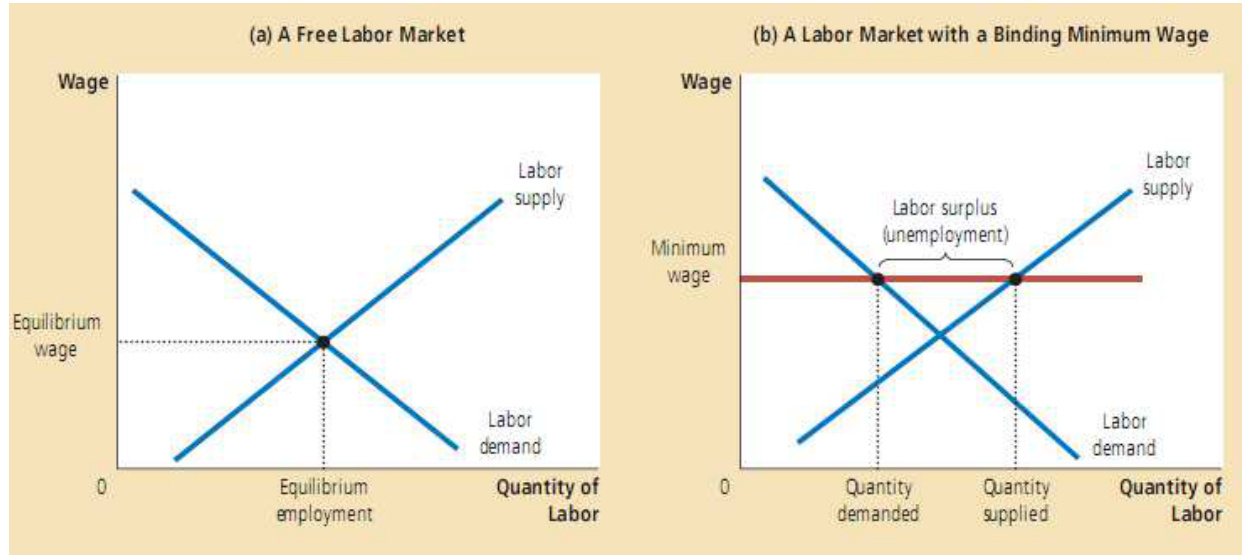 (a) A Free Labor Market
Wage
Labor
supply
Equilibrium
wage
Labor
demand
0
Equilibrium
employment
Quantity of
Labor
(b) A Labor Market with a Binding Minimum Wage
Wage
Labor
supply
Labor surplus
(unemployment)
Minimum
wage
Labor
demand
0
Quantity
demanded
Quantity
supplied
Quantity of
Labor